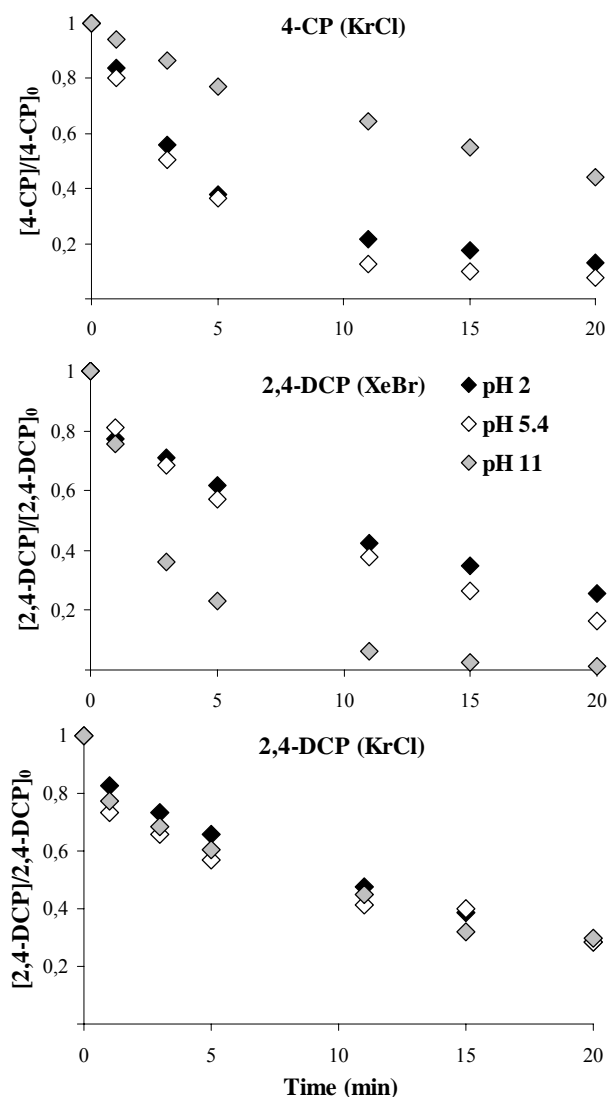 4-CP (KrCl)
[4-CP]/[4-CP]₀
1
0,8
0,6
0,4
0,2
0 5 10 15 20
2,4-DCP (XeBr)
pH 2
pH 5.4
pH 11
[2,4-DCP]/[2,4-DCP]₀
1
0,8
0,6
0,4
0,2
0 5 10 15 20
2,4-DCP (KrCl)
[2,4-DCP]/2,4-DCP]₀
1
0,8
0,6
0,4
0,2
0 5 10 15 20
Time (min)